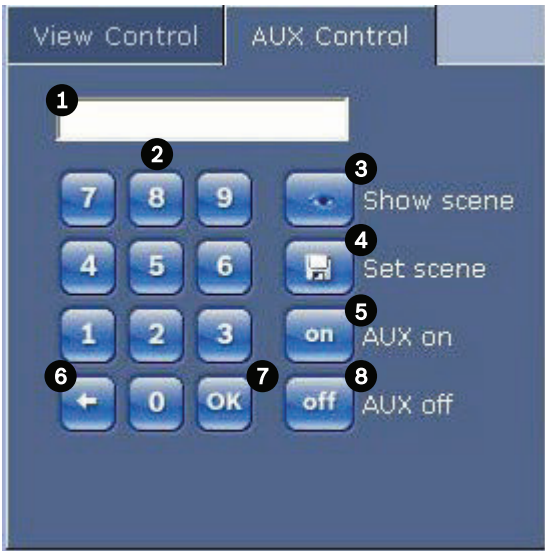 View Control AUX Control
1
2
3
7 8 9 Show scene
4
4 5 6 Set scene
5
1 2 3 on AUX on
6 7 8
0 OK off AUX off